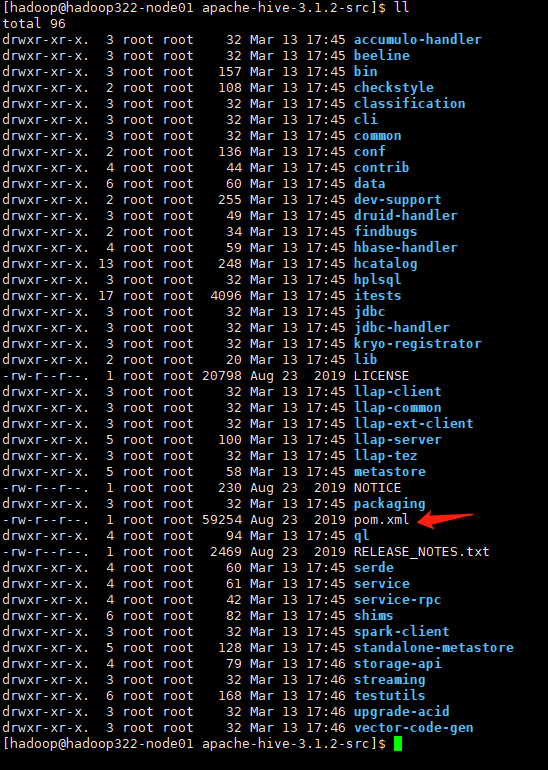 [hadoop@hadoop322-node01 apache-hive-3.1.2-src]$ ll
total 96
drwxr-xr-x.  3 root root    32 Mar 13 17:45 accumulo-handler
drwxr-xr-x.  3 root root    32 Mar 13 17:45 beeline
drwxr-xr-x.  3 root root   157 Mar 13 17:45 bin
drwxr-xr-x.  2 root root   108 Mar 13 17:45 checkstyle
drwxr-xr-x.  3 root root    32 Mar 13 17:45 classification
drwxr-xr-x.  3 root root    32 Mar 13 17:45 cli
drwxr-xr-x.  3 root root    32 Mar 13 17:45 common
drwxr-xr-x.  2 root root   136 Mar 13 17:45 conf
drwxr-xr-x.  4 root root    44 Mar 13 17:45 contrib
drwxr-xr-x.  6 root root    60 Mar 13 17:45 data
drwxr-xr-x.  2 root root   255 Mar 13 17:45 dev-support
drwxr-xr-x.  3 root root    49 Mar 13 17:45 druid-handler
drwxr-xr-x.  2 root root    34 Mar 13 17:45 findbugs
drwxr-xr-x.  4 root root    59 Mar 13 17:45 hbase-handler
drwxr-xr-x. 13 root root   248 Mar 13 17:45 hcatalog
drwxr-xr-x.  3 root root    32 Mar 13 17:45 hplsql
drwxr-xr-x. 17 root root  4096 Mar 13 17:45 itests
drwxr-xr-x.  3 root root    32 Mar 13 17:45 jdbc
drwxr-xr-x.  3 root root    32 Mar 13 17:45 jdbc-handler
drwxr-xr-x.  3 root root    32 Mar 13 17:45 kryo-registrator
drwxr-xr-x.  2 root root    20 Mar 13 17:45 lib
-rw-r--r--.  1 root root 20798 Aug 23  2019 LICENSE
drwxr-xr-x.  3 root root    32 Mar 13 17:45 llap-client
drwxr-xr-x.  3 root root    32 Mar 13 17:45 llap-common
drwxr-xr-x.  3 root root    32 Mar 13 17:45 llap-ext-client
drwxr-xr-x.  5 root root   100 Mar 13 17:45 llap-server
drwxr-xr-x.  3 root root    32 Mar 13 17:45 llap-tez
drwxr-xr-x.  5 root root    58 Mar 13 17:45 metastore
-rw-r--r--.  1 root root   230 Aug 23  2019 NOTICE
drwxr-xr-x.  3 root root    32 Mar 13 17:45 packaging
-rw-r--r--.  1 root root 59254 Aug 23  2019 pom.xml
drwxr-xr-x.  4 root root    94 Mar 13 17:45 ql
-rw-r--r--.  1 root root  2469 Aug 23  2019 RELEASE_NOTES.txt
drwxr-xr-x.  4 root root    60 Mar 13 17:45 serde
drwxr-xr-x.  4 root root    61 Mar 13 17:45 service
drwxr-xr-x.  4 root root    42 Mar 13 17:45 service-rpc
drwxr-xr-x.  6 root root    82 Mar 13 17:45 shims
drwxr-xr-x.  3 root root    32 Mar 13 17:45 spark-client
drwxr-xr-x.  5 root root   128 Mar 13 17:45 standalone-metastore
drwxr-xr-x.  4 root root    79 Mar 13 17:46 storage-api
drwxr-xr-x.  3 root root    32 Mar 13 17:46 streaming
drwxr-xr-x.  6 root root   168 Mar 13 17:46 testutils
drwxr-xr-x.  3 root root    32 Mar 13 17:46 upgrade-acid
drwxr-xr-x.  3 root root    32 Mar 13 17:46 vector-code-gen
[hadoop@hadoop322-node01 apache-hive-3.1.2-src]$